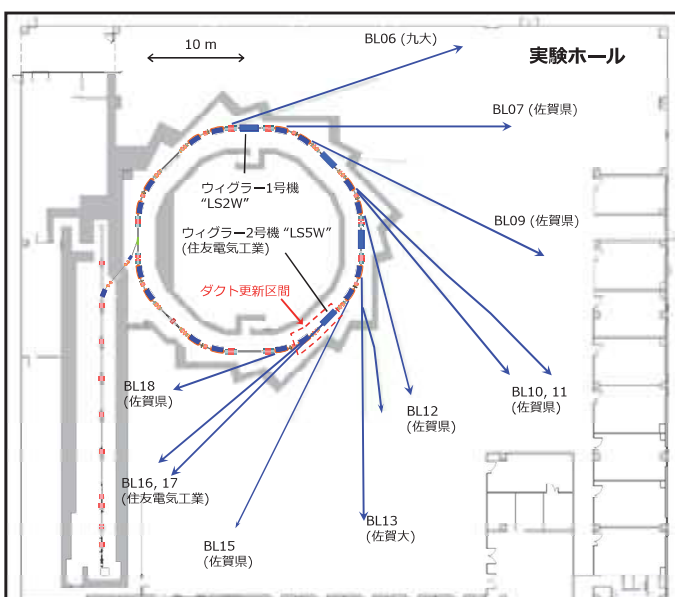 BL06 (九大)
10 m
実験ホール
BL07 (佐賀県)
ウィグラー1号機
“LS2W”
BL09 (佐賀県)
ウィグラー2号機 “LS5W”
(住友電気工業)
ダクト更新区間
BL18
(佐賀県)
BL10, 11
(佐賀県)
BL12
(佐賀県)
BL16, 17
(住友電気工業)
BL13
(佐賀大)
BL15
(佐賀県)